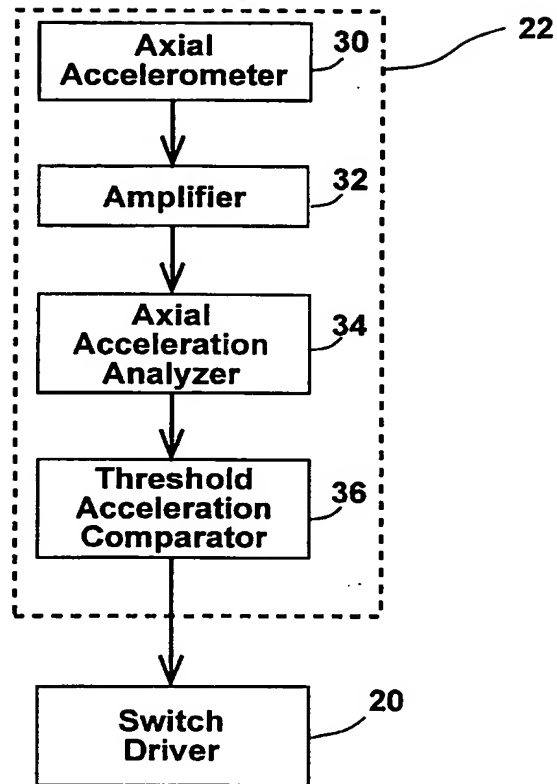 22
Axial
Accelerometer
30
Amplifier
32
Axial
Acceleration
Analyzer
34
Threshold
Acceleration
Comparator
36
Switch
Driver
20